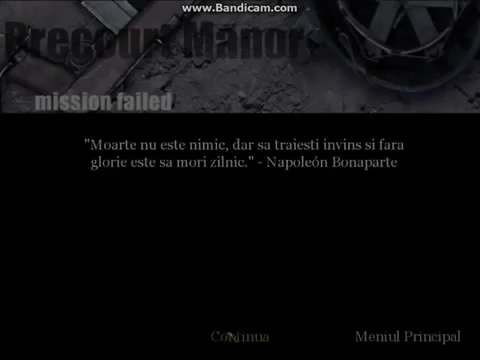 www.Bandicam.com
Brecourt Manor
mission failed
"Moarte nu este nimic, dar sa traiesti invins si fara
glorie este sa mori zilnic." - Napoleón Bonaparte
Continua
Meniul Principal